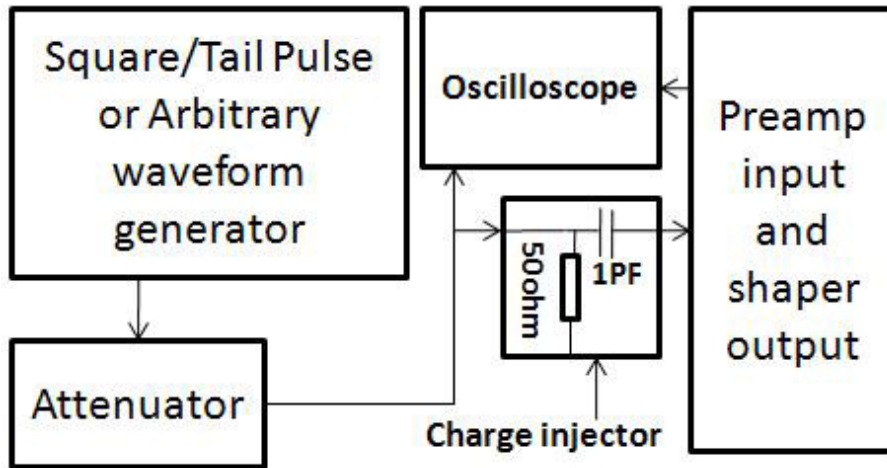 Square/Tail Pulse
or Arbitrary
waveform
generator
Oscilloscope
Preamp
input
and
shaper
output
50ohm
1PF
Attenuator
Charge injector